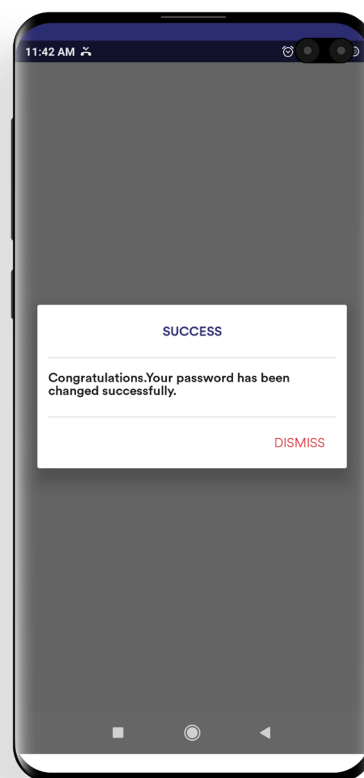 11:42 AM
SUCCESS
Congratulations.Your password has been
changed successfully.
DISMISS